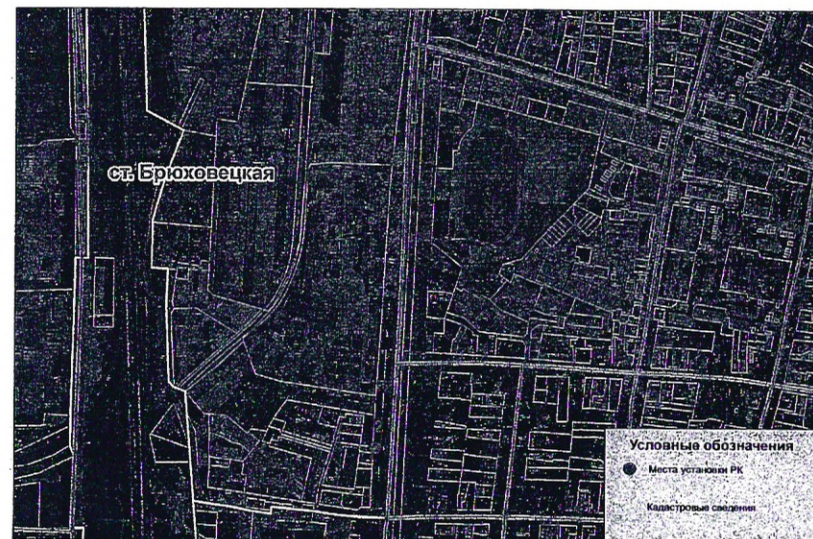 ст. Брюховецкая
Условные обозначения
Места установки РК
Кадастровые сведения